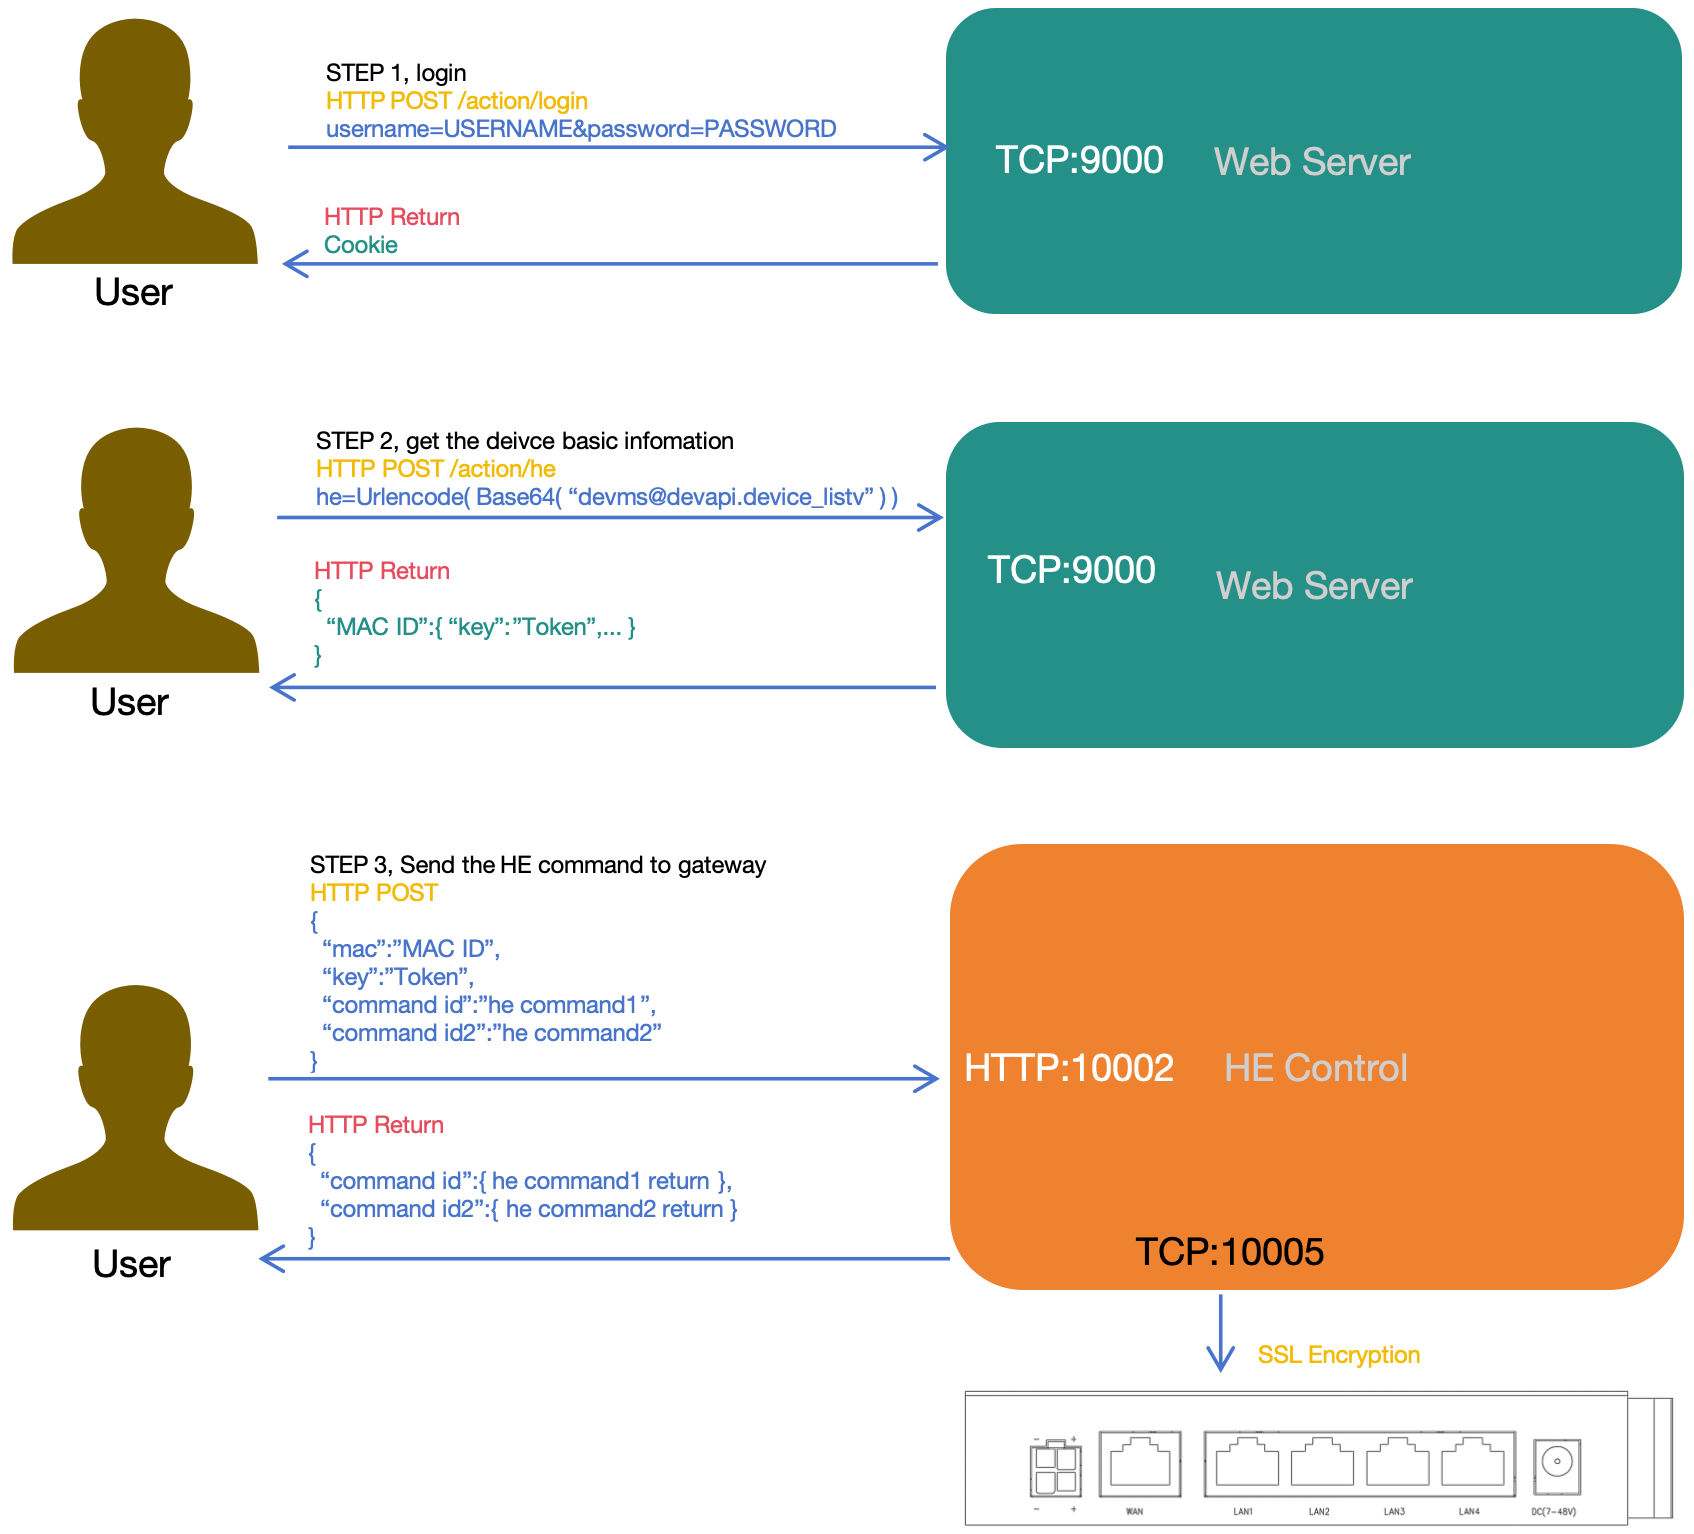 STEP 1, login
HTTP POST /action/login
username=USERNAME&password=PASSWORD
TCP:9000
Web Server
HTTP Return
Cookie
User
STEP 2, get the deivce basic infomation
HTTP POST /action/he
he=Urlencode( Base64( “devms@devapi.device_listv” ) )
TCP:9000
Web Server
HTTP Return
{
“MAC ID”:{ “key”:”Token”,... }
}
User
STEP 3, Send the HE command to gateway
HTTP POST
{
“mac”:”MAC ID”,
“key”:”Token”,
“command id”:”he command1”,
“command id2”:”he command2”
}
HTTP:10002
HE Control
HTTP Return
{
“command id”:{ he command1 return },
“command id2”:{ he command2 return }
}
User
TCP:10005
SSL Encryption
- +
- +
WAN
LAN1
LAN2
LAN3
LAN4
DC(7-48V)